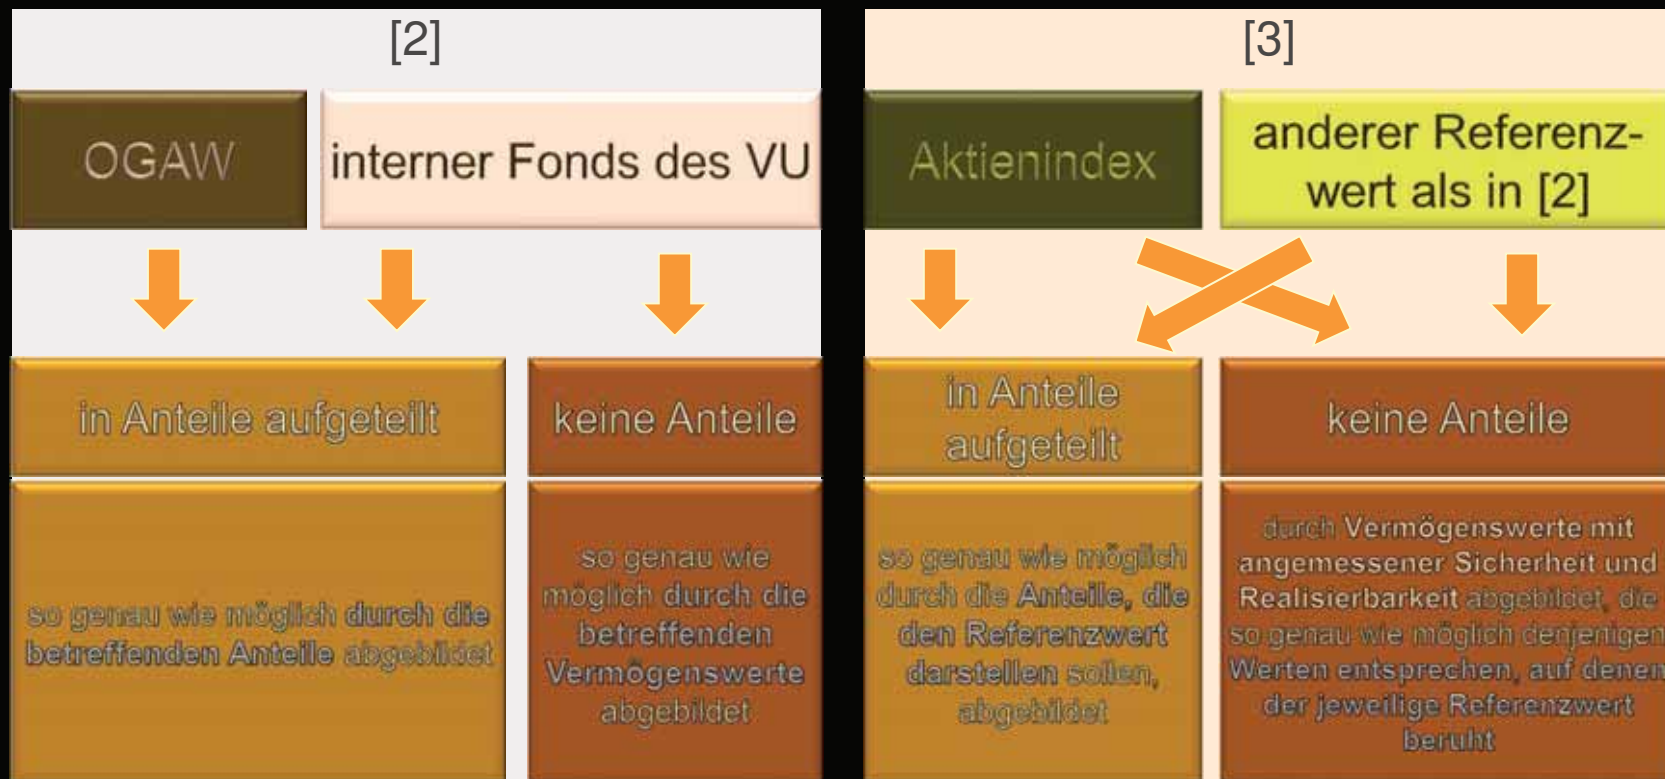 [2]
OGAW
interner Fonds des VU
in Anteile aufgeteilt
keine Anteile
so genau wie möglich durch die
betreffenden Anteile abgebildet
so genau wie
möglich durch die
betreffenden
Vermögenswerte
abgebildet
[3]
Aktienindex
anderer Referenz-
wert als in [2]
in Anteile
aufgeteilt
keine Anteile
so genau wie möglich
durch die Anteile, die
den Referenzwert
darstellen sollen,
abgebildet
durch Vermögenswerte mit
angemessener Sicherheit und
Realisierbarkeit abgebildet, die
so genau wie möglich denjenigen
Werten entsprechen, auf denen
der jeweilige Referenzwert
beruht